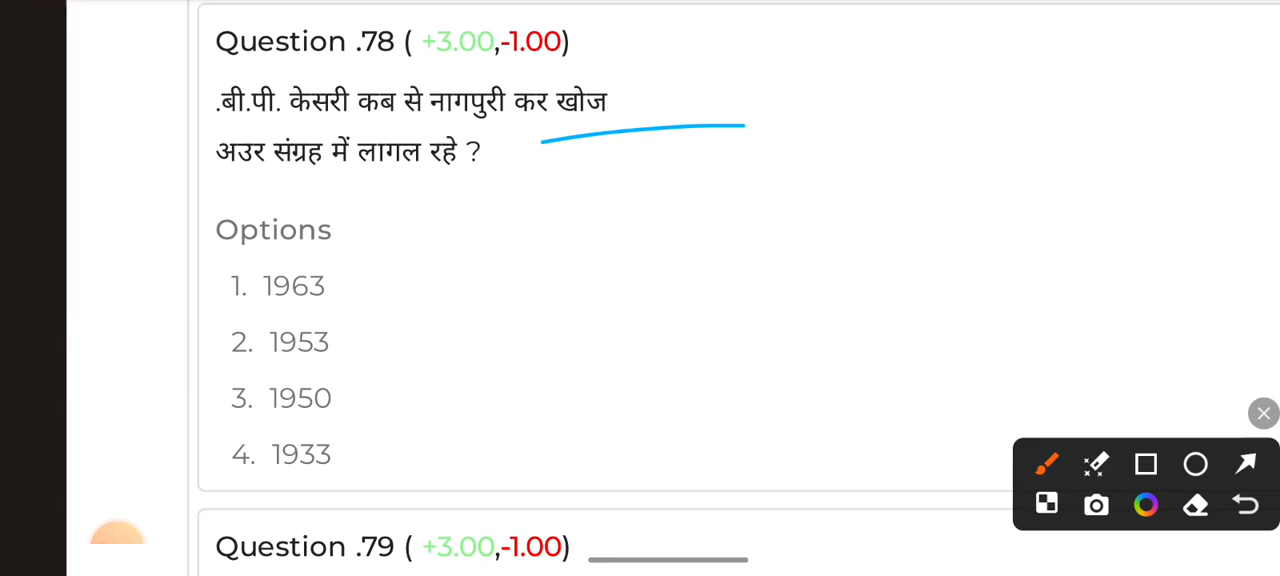 Question .78 ( +3.00,-1.00)
.बी.पी. केसरी कब से नागपुरी कर खोज
अउर संग्रह में लागल रहे ?
Options
1. 1963
2. 1953
3. 1950
4. 1933
Question .79 ( +3.00,-1.00)